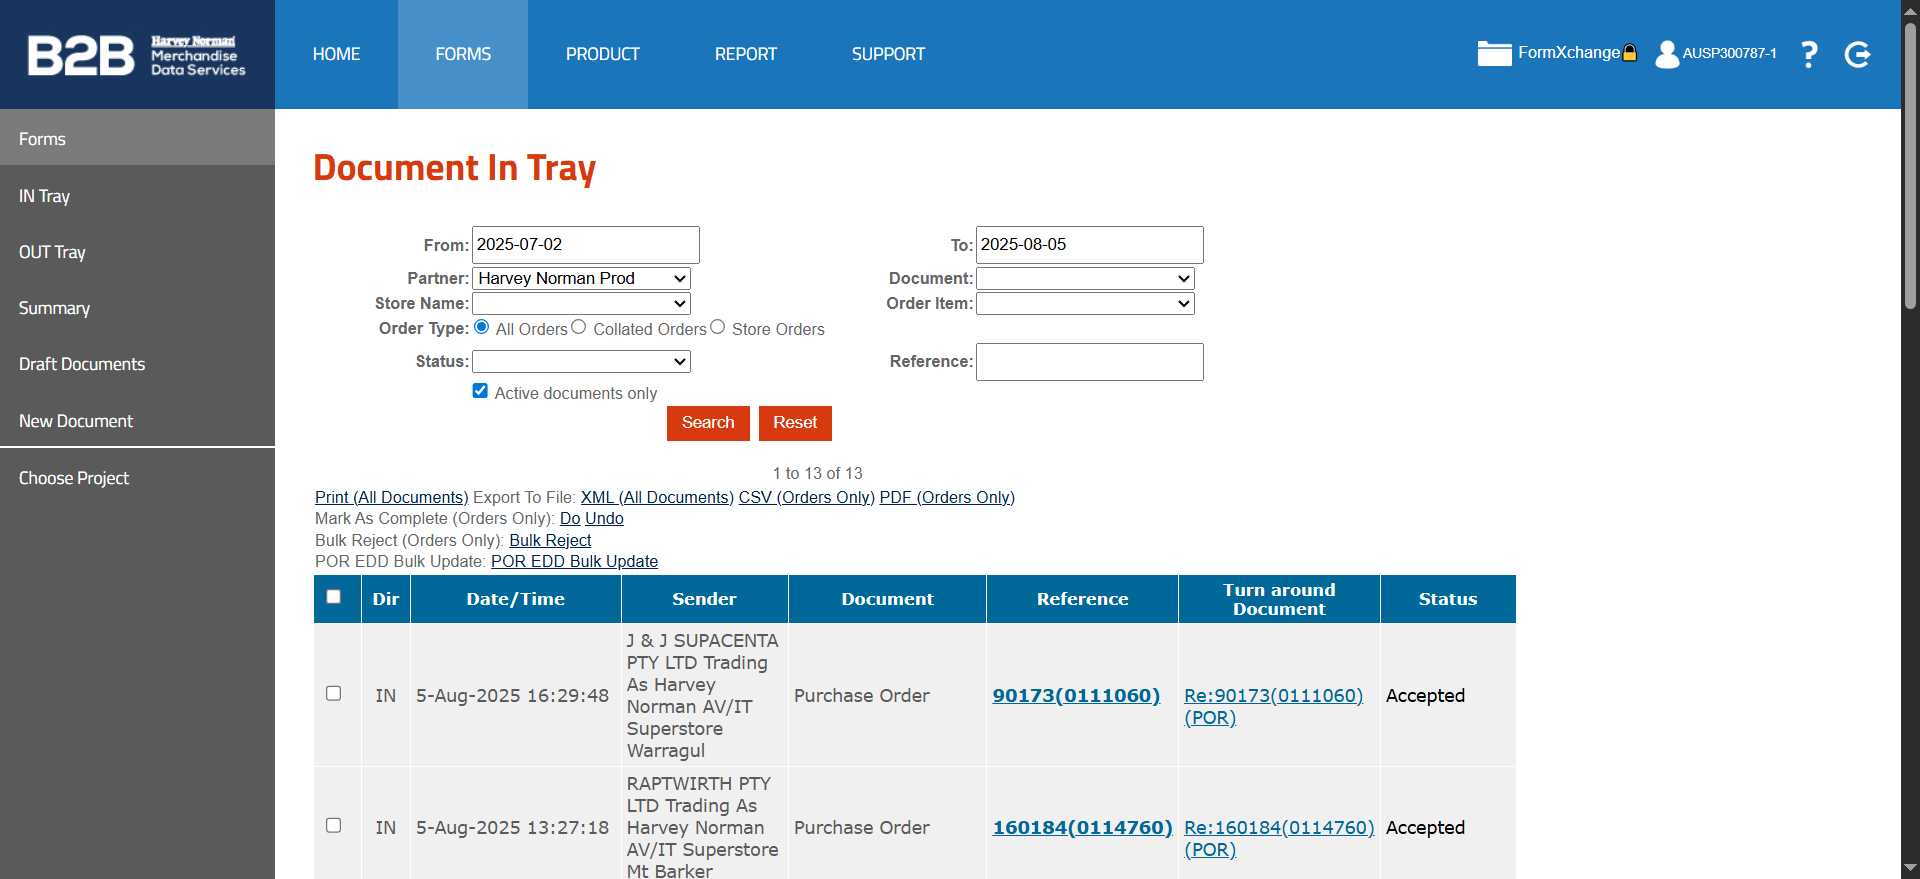 B2B Harvey Norman
Merchandise
Data Services
HOME FORMS PRODUCT REPORT SUPPORT
FormXchange AUSP300787-1 ?
Forms
IN Tray
OUT Tray
Summary
Draft Documents
New Document
Choose Project
Document In Tray
From: 2025-07-02 To: 2025-08-05
Partner: Harvey Norman Prod Document:
Store Name: Order Item:
Order Type: All Orders Collated Orders Store Orders
Status: Reference:
Active documents only
Search Reset
1 to 13 of 13
Print (All Documents) Export To File: XML (All Documents) CSV (Orders Only) PDF (Orders Only)
Mark As Complete (Orders Only): Do Undo
Bulk Reject (Orders Only): Bulk Reject
POR EDD Bulk Update: POR EDD Bulk Update
Dir Date/Time Sender Document Reference Turn around Document Status
IN 5-Aug-2025 16:29:48 J & J SUPACENTA PTY LTD Trading As Harvey Norman AV/IT Superstore Warragul Purchase Order 90173(0111060) Re:90173(0111060) (POR) Accepted
IN 5-Aug-2025 13:27:18 RAPTWIRTH PTY LTD Trading As Harvey Norman AV/IT Superstore Mt Barker Purchase Order 160184(0114760) Re:160184(0114760) (POR) Accepted